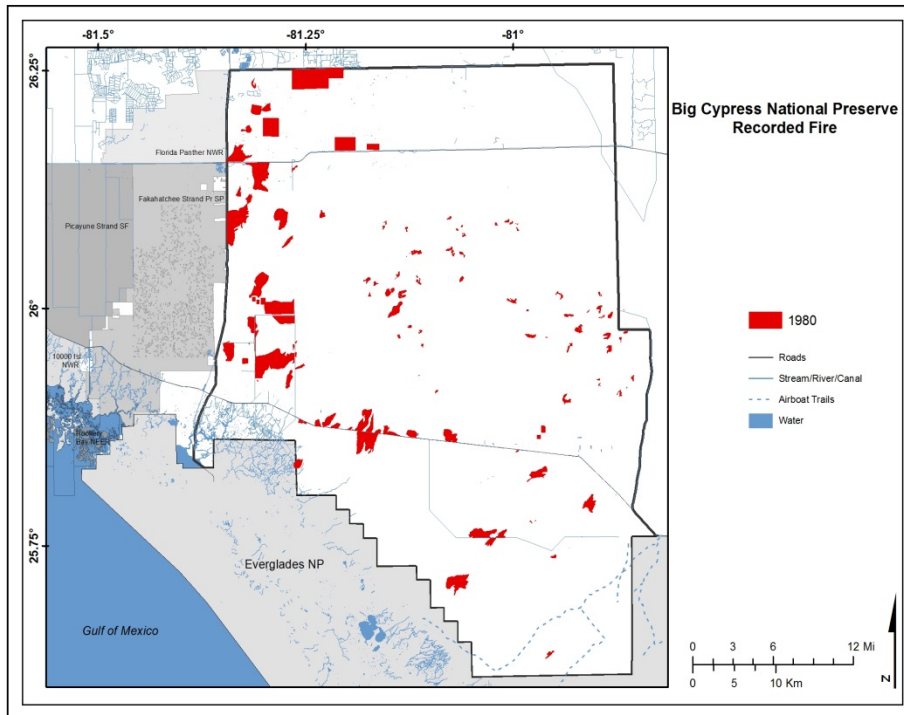 -81.5
-81.25
-81°
26.25
26°
25.75
Big Cypress National Preserve
Recorded Fire
Florida Panther NWR
Fakahatchee Strand Pr SP
Picayune Strand SF
10000 Isl
NWR
Rookery
Bay NERR
Everglades NP
Gulf of Mexico
1980
Roads
Stream/River/Canal
Airboat Trails
Water
0 3 6 12 Mi
0 5 10 Km
N